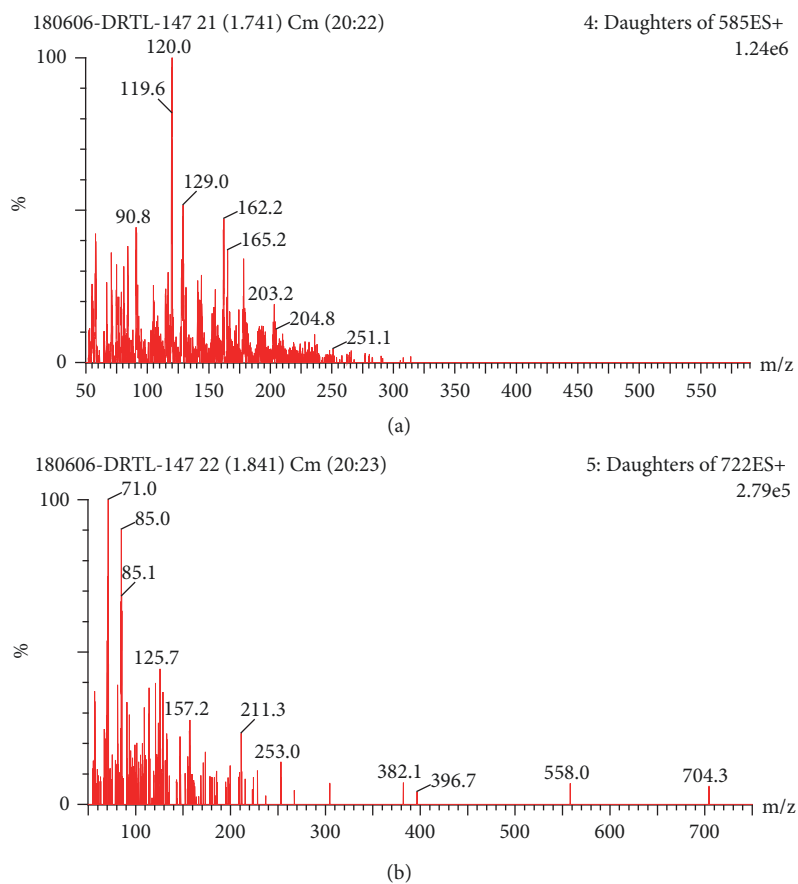 180606-DRTL-147 21 (1.741) Cm (20:22)
4: Daughters of 585ES+
1.24e6
100
120.0
119.6
129.0
162.2
90.8
165.2
203.2
204.8
251.1
%
0
50 100 150 200 250 300 350 400 450 500 550
m/z
(a)
180606-DRTL-147 22 (1.841) Cm (20:23)
5: Daughters of 722ES+
2.79e5
100
71.0
85.0
85.1
125.7
157.2
211.3
253.0
382.1
396.7
558.0
704.3
%
0
100 200 300 400 500 600 700
m/z
(b)